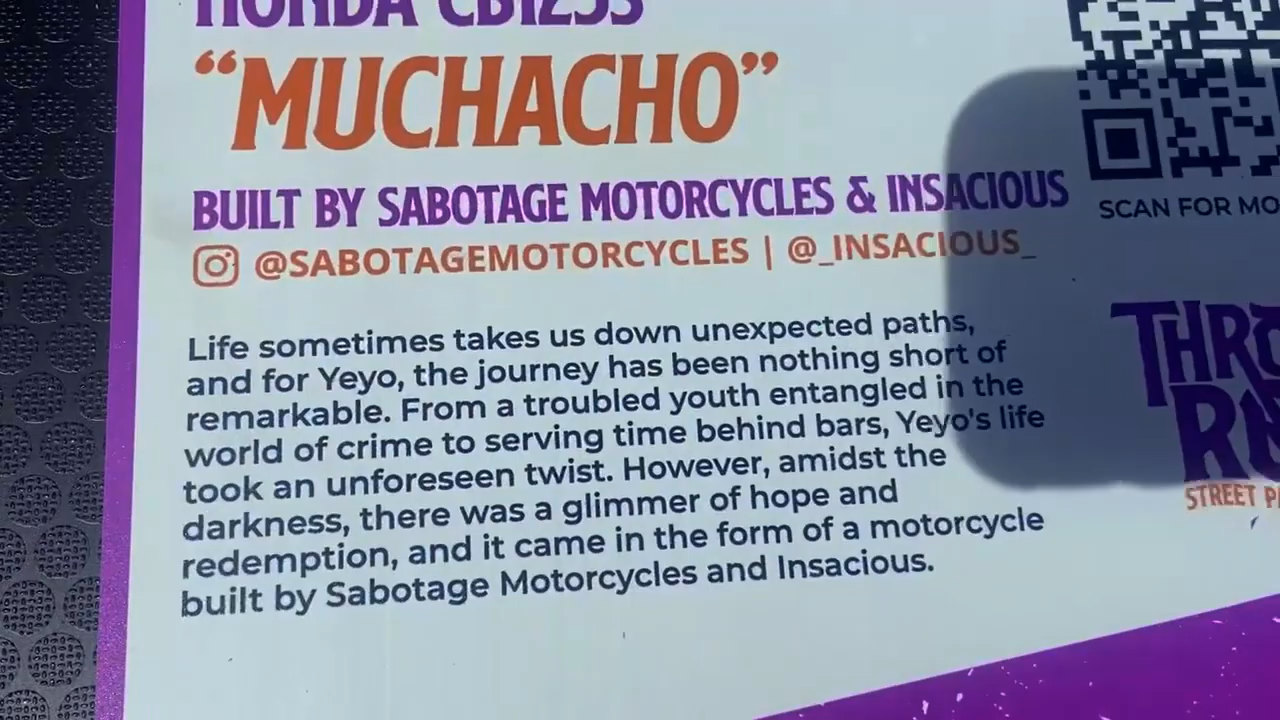 HONDA CB125S
“MUCHACHO”
BUILT BY SABOTAGE MOTORCYCLES & INSACIOUS
@SABOTAGEMOTORCYCLES | @_INSACIOUS_
Life sometimes takes us down unexpected paths,
and for Yeyo, the journey has been nothing short of
remarkable. From a troubled youth entangled in the
world of crime to serving time behind bars, Yeyo's life
took an unforeseen twist. However, amidst the
darkness, there was a glimmer of hope and
redemption, and it came in the form of a motorcycle
built by Sabotage Motorcycles and Insacious.
SCAN FOR MO
THRO
STREET P